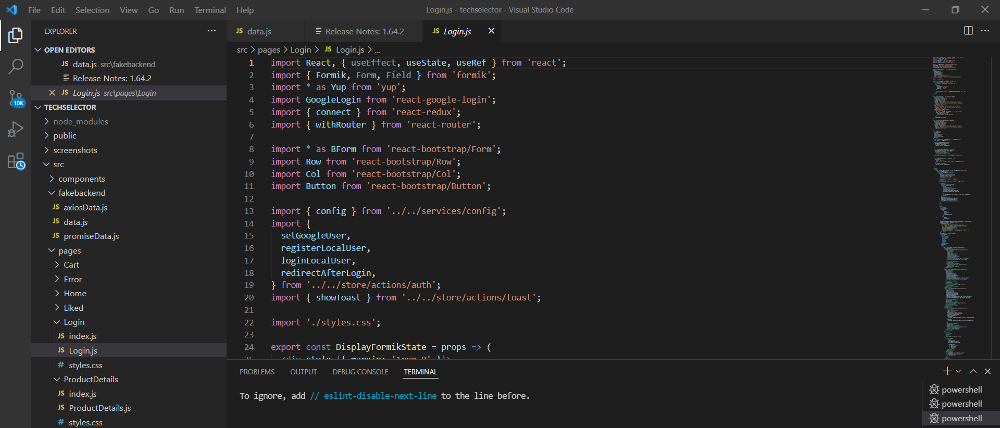 File Edit Selection View Go Run Terminal Help
Login.js - techselector - Visual Studio Code
EXPLORER
OPEN EDITORS
JS data.js src\fakebackend
Release Notes: 1.64.2
JS Login.js src\pages\Login
10K
TECHSELECTOR
node_modules
public
screenshots
src
components
fakebackend
JS axiosData.js
JS data.js
JS promiseData.js
pages
Cart
Error
Home
Liked
Login
JS index.js
JS Login.js
# styles.css
ProductDetails
JS index.js
JS ProductDetails.js
# styles.css
JS data.js
Release Notes: 1.64.2
JS Login.js
src > pages > Login > JS Login.js > ...
1 import React, { useEffect, useState, useRef } from 'react';
2 import { Formik, Form, Field } from 'formik';
3 import * as Yup from 'yup';
4 import GoogleLogin from 'react-google-login';
5 import { connect } from 'react-redux';
6 import { withRouter } from 'react-router';
7
8 import * as BForm from 'react-bootstrap/Form';
9 import Row from 'react-bootstrap/Row';
10 import Col from 'react-bootstrap/Col';
11 import Button from 'react-bootstrap/Button';
12
13 import { config } from '../../services/config';
14 import {
15 setGoogleUser,
16 registerLocalUser,
17 loginLocalUser,
18 redirectAfterLogin,
19 } from '../../store/actions/auth';
20 import { showToast } from '../../store/actions/toast';
21
22 import './styles.css';
23
24 export const DisplayFormikState = props => (
25 <div style={{ margin: '1rem 0' }}>
PROBLEMS OUTPUT DEBUG CONSOLE TERMINAL
To ignore, add // eslint-disable-next-line to the line before.
powershell
powershell
powershell